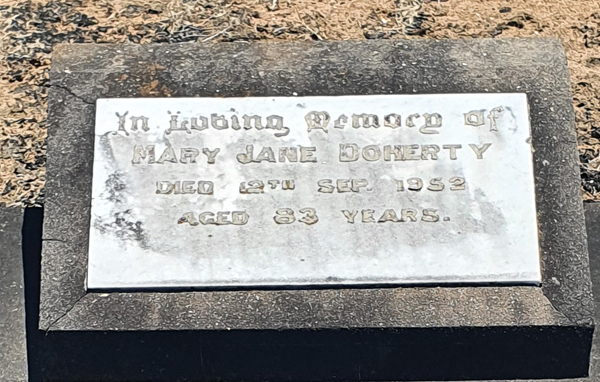 In Loving Memory Of
MARY JANE DOHERTY
DIED 12TH SEP. 1952
AGED 83 YEARS.